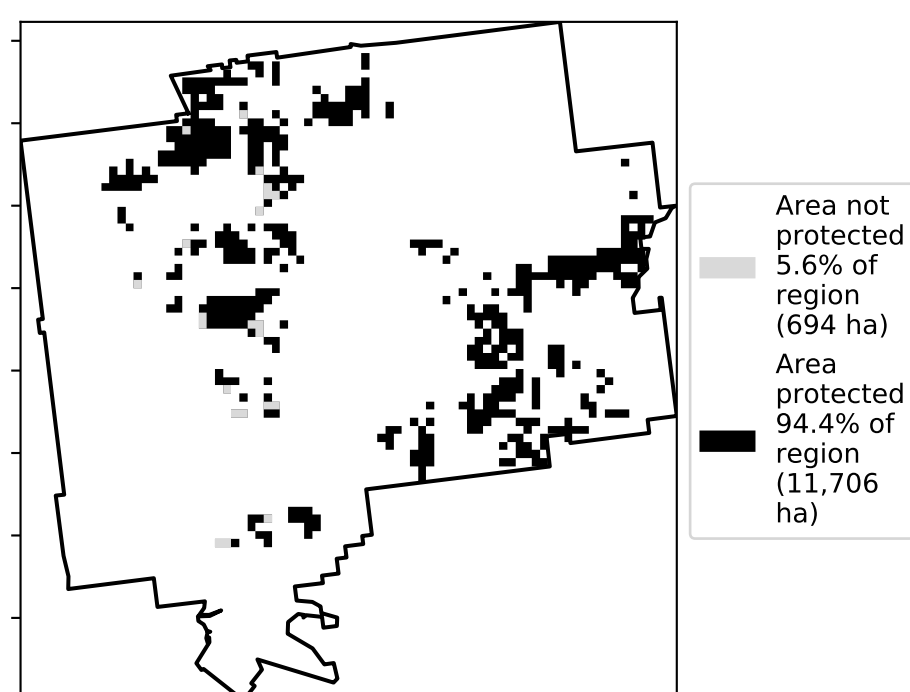 Area not
protected
5.6% of
region
(694 ha)
Area
protected
94.4% of
region
(11,706
ha)